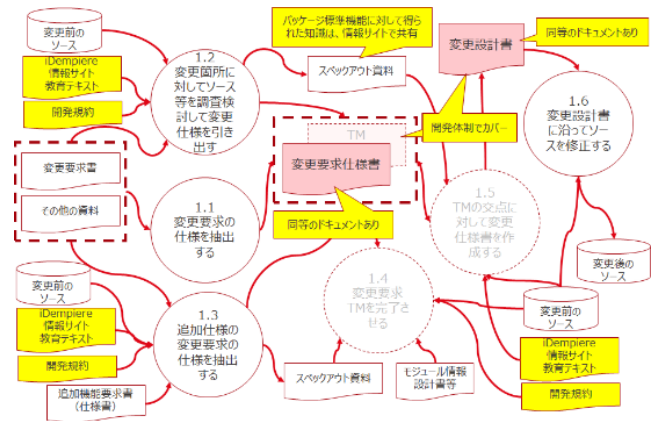 変更前の
ソース
iDempiere
情報サイト
教育テキスト
開発規約
変更要求書
その他の資料
変更前の
ソース
iDempiere
情報サイト
教育テキスト
開発規約
追加機能要求書
(仕様書)
1.2
変更箇所に
対してソース
等を調査検
討して変更
仕様を引き
出す
1.1
変更要求の
仕様を抽出
する
1.3
追加仕様の
変更要求の
仕様を抽出
する
パッケージ標準機能に対して得ら
れた知識は、情報サイトで共有
スペックアウト資料
TM
変更要求仕様書
同等のドキュメントあり
開発体制でカバー
1.4
変更要求
TMを完了さ
せる
スペックアウト資料
モジュール情報
設計書等
変更設計書
同等のドキュメントあり
1.5
TMの交点に
対して変更
仕様書を作
成する
1.6
変更設計書
に沿ってソー
スを修正する
変更後の
ソース
変更前の
ソース
iDempiere
情報サイト
教育テキスト
開発規約